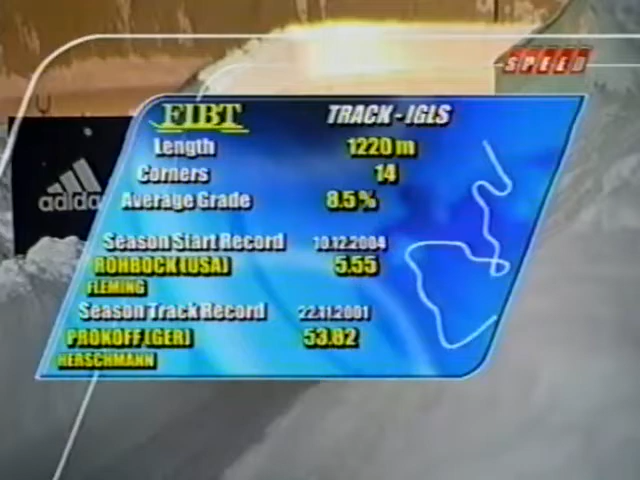 SPEED
FIBT TRACK - IGLS
Length 1220 m
Corners 14
Average Grade 8.5 %
Season Start Record 10.12.2004
ROHBOCK (USA) 5.55
FLEMING
Season Track Record 22.11.2001
PROKOFF (GER) 53.82
HERSCHMANN
adidas